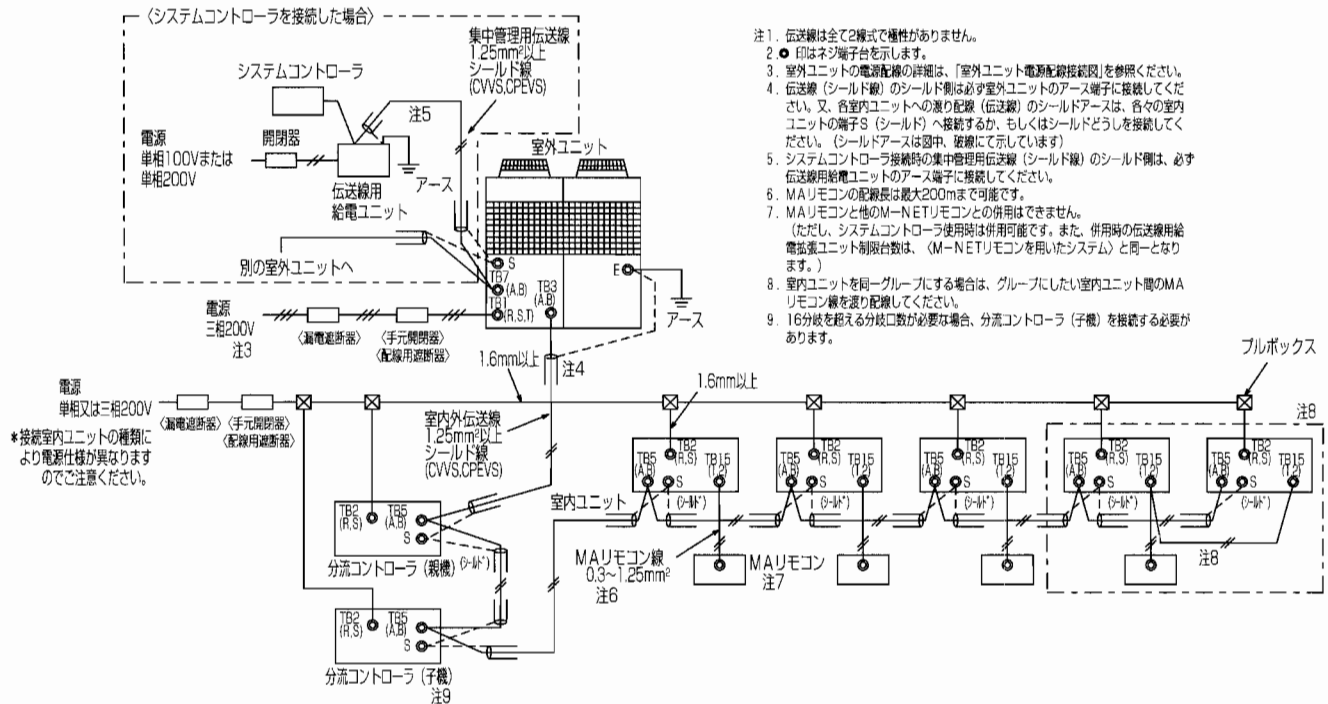 〈システムコントローラを接続した場合〉
集中管理用伝送線
1.25mm²以上
シールド線
(CVVS,CPEVS)
システムコントローラ
注5
電源
単相100Vまたは
単相200V
開閉器
伝送線用
給電ユニット
アース
別の室外ユニットへ
室外ユニット
S
TB7
(A,B)
TB1
(R,S,T)
TB3
(A,B)
E
アース
電源
三相200V
注3
〈漏電遮断器〉
〈手元開閉器〉
〈配線用遮断器〉
1.6mm以上
注4
注1. 伝送線は全て2線式で極性がありません。
2. 印はネジ端子台を示します。
3. 室外ユニットの電源配線の詳細は、「室外ユニット電源配線接続図」を参照ください。
4. 伝送線（シールド線）のシールド側は必ず室外ユニットのアース端子に接続してくだ
さい。又、各室内ユニットへの渡り配線（伝送線）のシールドアースは、各々の室内
ユニットの端子S（シールド）へ接続するか、もしくはシールドどうしを接続してく
ださい。（シールドアースは図中、破線にて示しています）
5. システムコントローラ接続時の集中管理用伝送線（シールド線）のシールド側は、必ず
伝送線用給電ユニットのアース端子に接続してください。
6. MAリモコンの配線長は最大200mまで可能です。
7. MAリモコンと他のM－NETリモコンとの併用はできません。
（ただし、システムコントローラ使用時は併用可能です。また、併用時の伝送線用給
電拡張ユニット制限台数は、〈M－NETリモコンを用いたシステム〉と同一となり
ます。）
8. 室内ユニットを同一グループにする場合は、グループにしたい室内ユニット間のMA
リモコン線を渡り配線してください。
9. 16分岐を超える分岐口数が必要な場合、分流コントローラ（子機）を接続する必要が
あります。
電源
単相又は三相200V
〈漏電遮断器〉
〈手元開閉器〉
〈配線用遮断器〉
*接続室内ユニットの種類に
より電源仕様が異なります
のでご注意ください。
室内外伝送線
1.25mm²以上
シールド線
(CVVS,CPEVS)
1.6mm以上
プルボックス
注8
TB5
(A,B)
TB2
(R,S)
TB15
(1,2)
S
(シールド)
TB5
(A,B)
TB2
(R,S)
TB15
(1,2)
S
(シールド)
TB5
(A,B)
TB2
(R,S)
TB15
(1,2)
S
(シールド)
TB5
(A,B)
TB2
(R,S)
TB15
(1,2)
S
(シールド)
TB5
(A,B)
TB2
(R,S)
TB15
(1,2)
S
(シールド)
室内ユニット
MAリモコン線
0.3～1.25mm²
注6
MAリモコン
注7
注8
TB2
(R,S)
TB5
(A,B)
S
分流コントローラ（親機）
(シールド)
TB2
(R,S)
TB5
(A,B)
S
分流コントローラ（子機）
注9